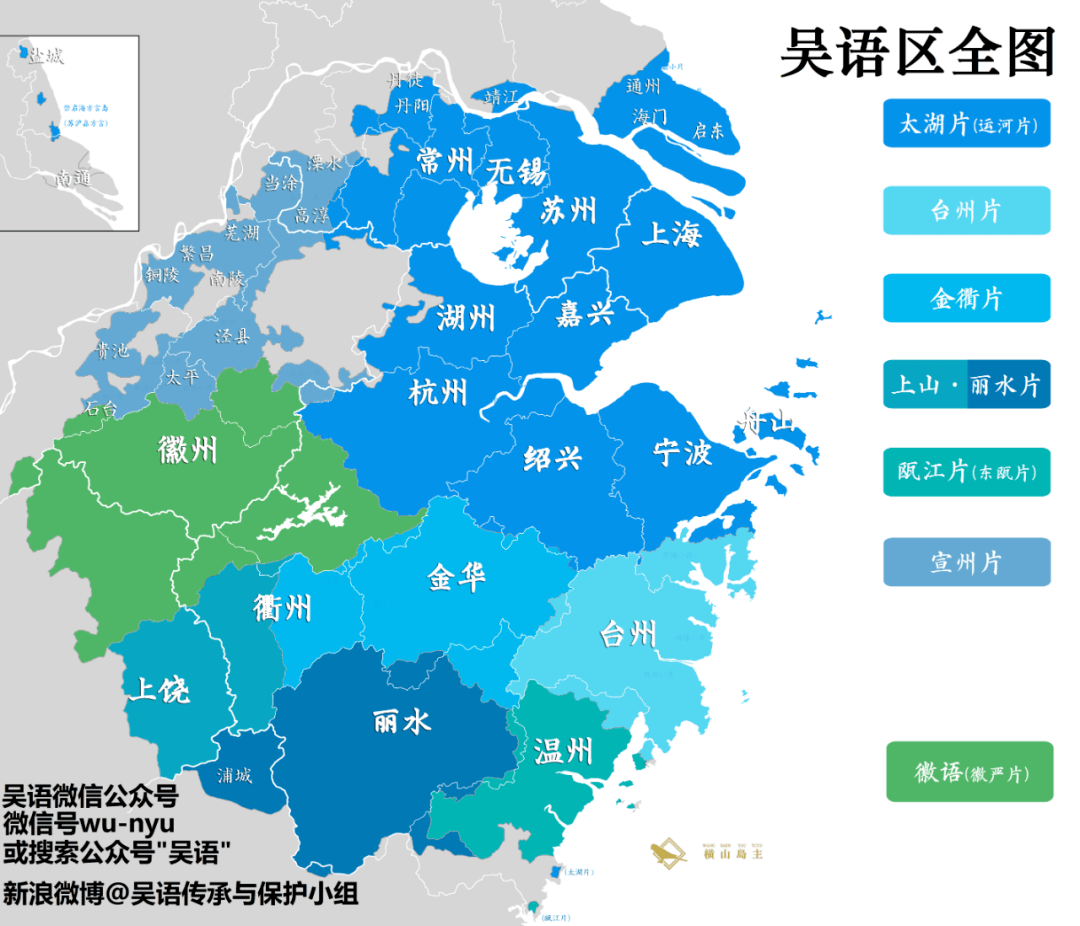 吴语区全图
盐城
南通
丹徒
丹阳
靖江
通州
海门
启东
常州
无锡
苏州
上海
溧水
当涂
高淳
芜湖
繁昌
铜陵
南陵
湖州
嘉兴
泾县
贵池
太平
石台
杭州
舟山
徽州
绍兴
宁波
金华
衢州
台州
上饶
丽水
温州
浦城
太湖片(运河片)
台州片
金衢片
上山·丽水片
瓯江片(东瓯片)
宣州片
徽语(徽严片)
吴语微信公众号
微信号wu-nyu
或搜索公众号"吴语"
新浪微博@吴语传承与保护小组
横山岛主
(太湖片)
(瓯江片)